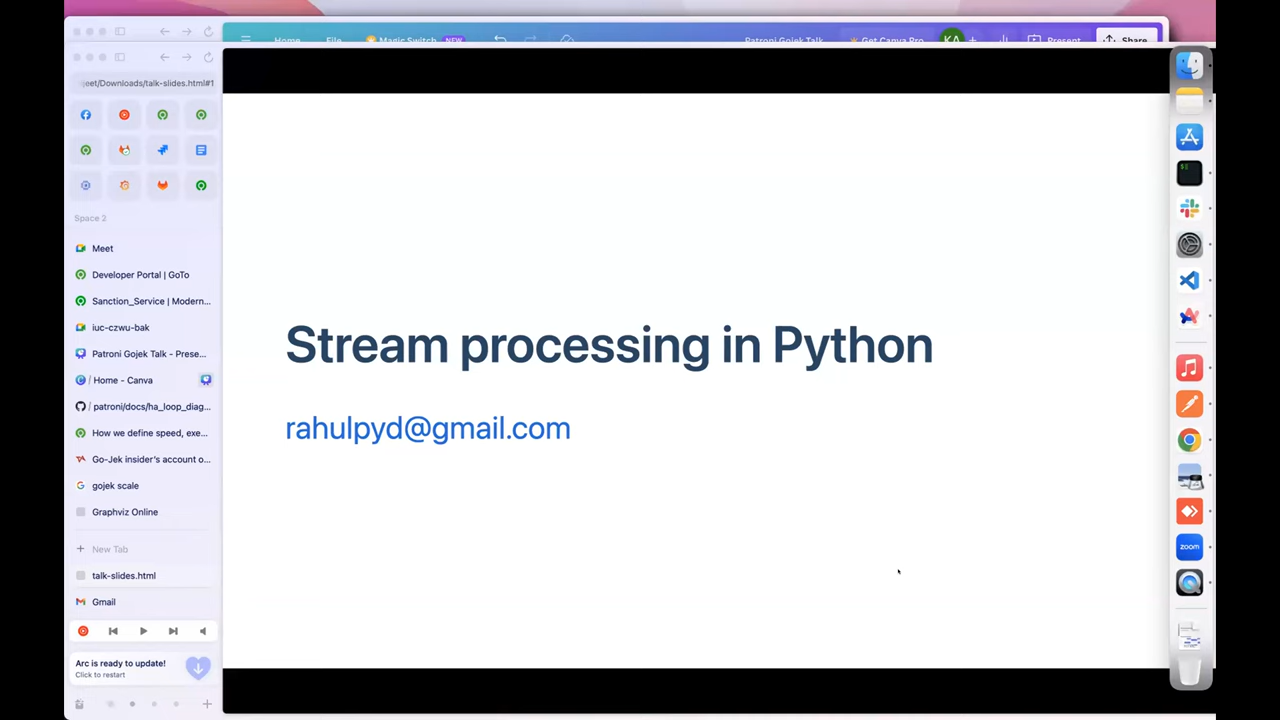 Home File Magic Switch NEW Patroni Gojek Talk Get Canva Pro KA + Present Share
eet/Downloads/talk-slides.html#1
Space 2
Meet
Developer Portal | GoTo
Sanction_Service | Modern...
iuc-czwu-bak
Patroni Gojek Talk - Prese...
/ Home - Canva
/ patroni/docs/ha_loop_diag...
How we define speed, exe...
Go-Jek insider's account o...
gojek scale
Graphviz Online
+ New Tab
talk-slides.html
Gmail
Arc is ready to update!
Click to restart
Stream processing in Python
rahulpyd@gmail.com
zoom